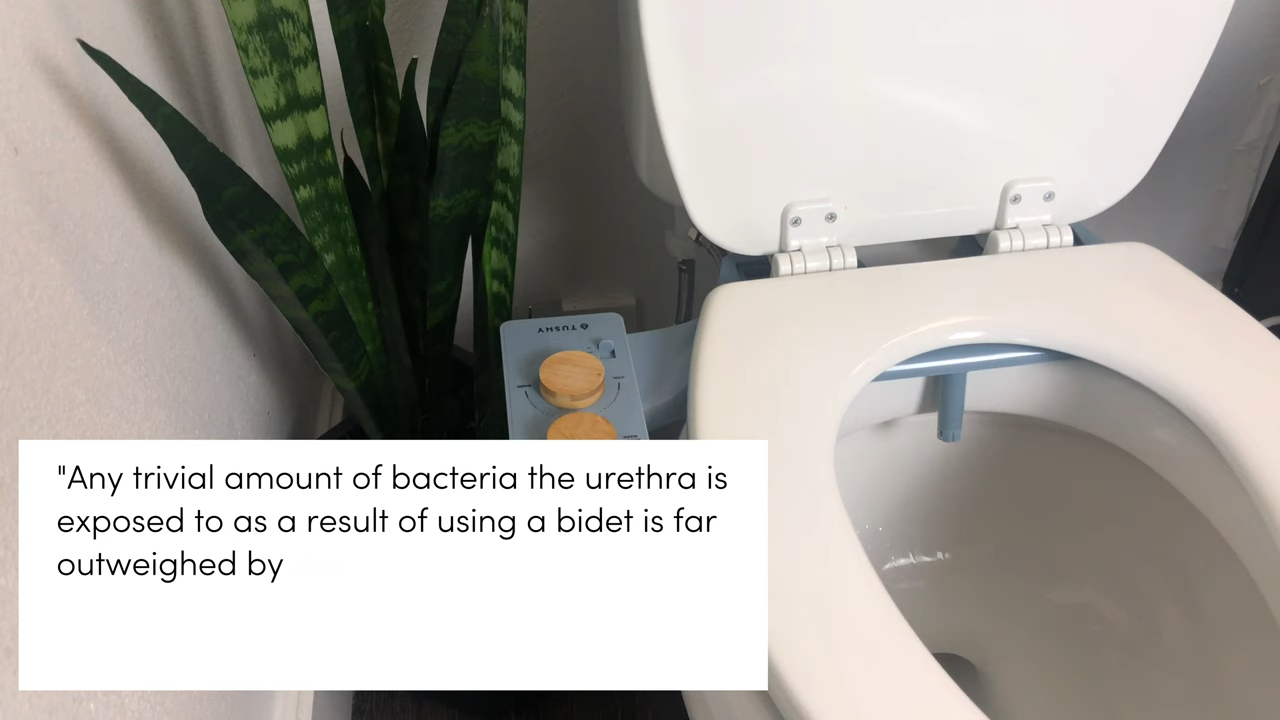 TUSHY
"Any trivial amount of bacteria the urethra is
exposed to as a result of using a bidet is far
outweighed by